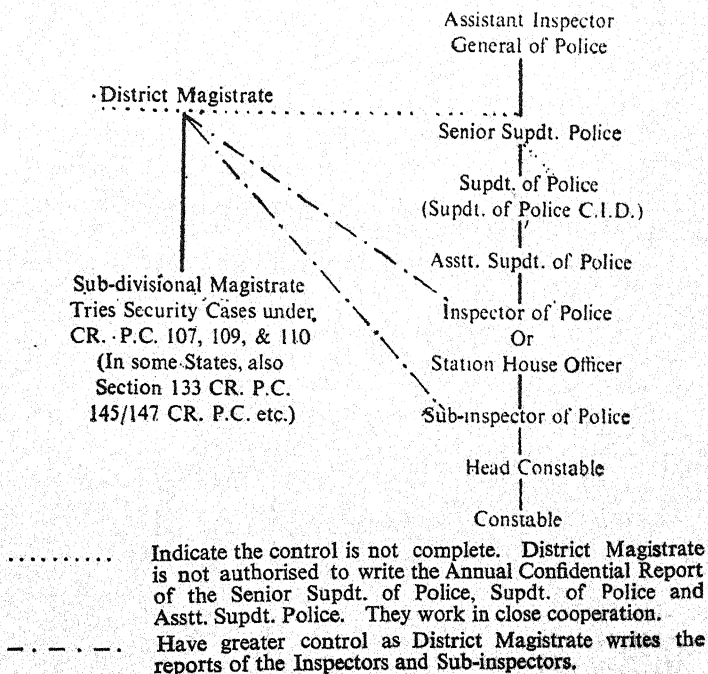 Assistant Inspector
General of Police
District Magistrate
Senior Supdt. Police
Supdt. of Police
(Supdt. of Police C.I.D.)
Asstt. Supdt. of Police
Sub-divisional Magistrate
Tries Security Cases under
CR. P.C. 107, 109, & 110
(In some States, also
Section 133 CR. P.C.
145/147 CR. P.C. etc.)
Inspector of Police
Or
Station House Officer
Sub-inspector of Police
Head Constable
Constable
.......... Indicate the control is not complete. District Magistrate
is not authorised to write the Annual Confidential Report
of the Senior Supdt. of Police, Supdt. of Police and
Asstt. Supdt. Police. They work in close cooperation.
—.—.—. Have greater control as District Magistrate writes the
reports of the Inspectors and Sub-inspectors.